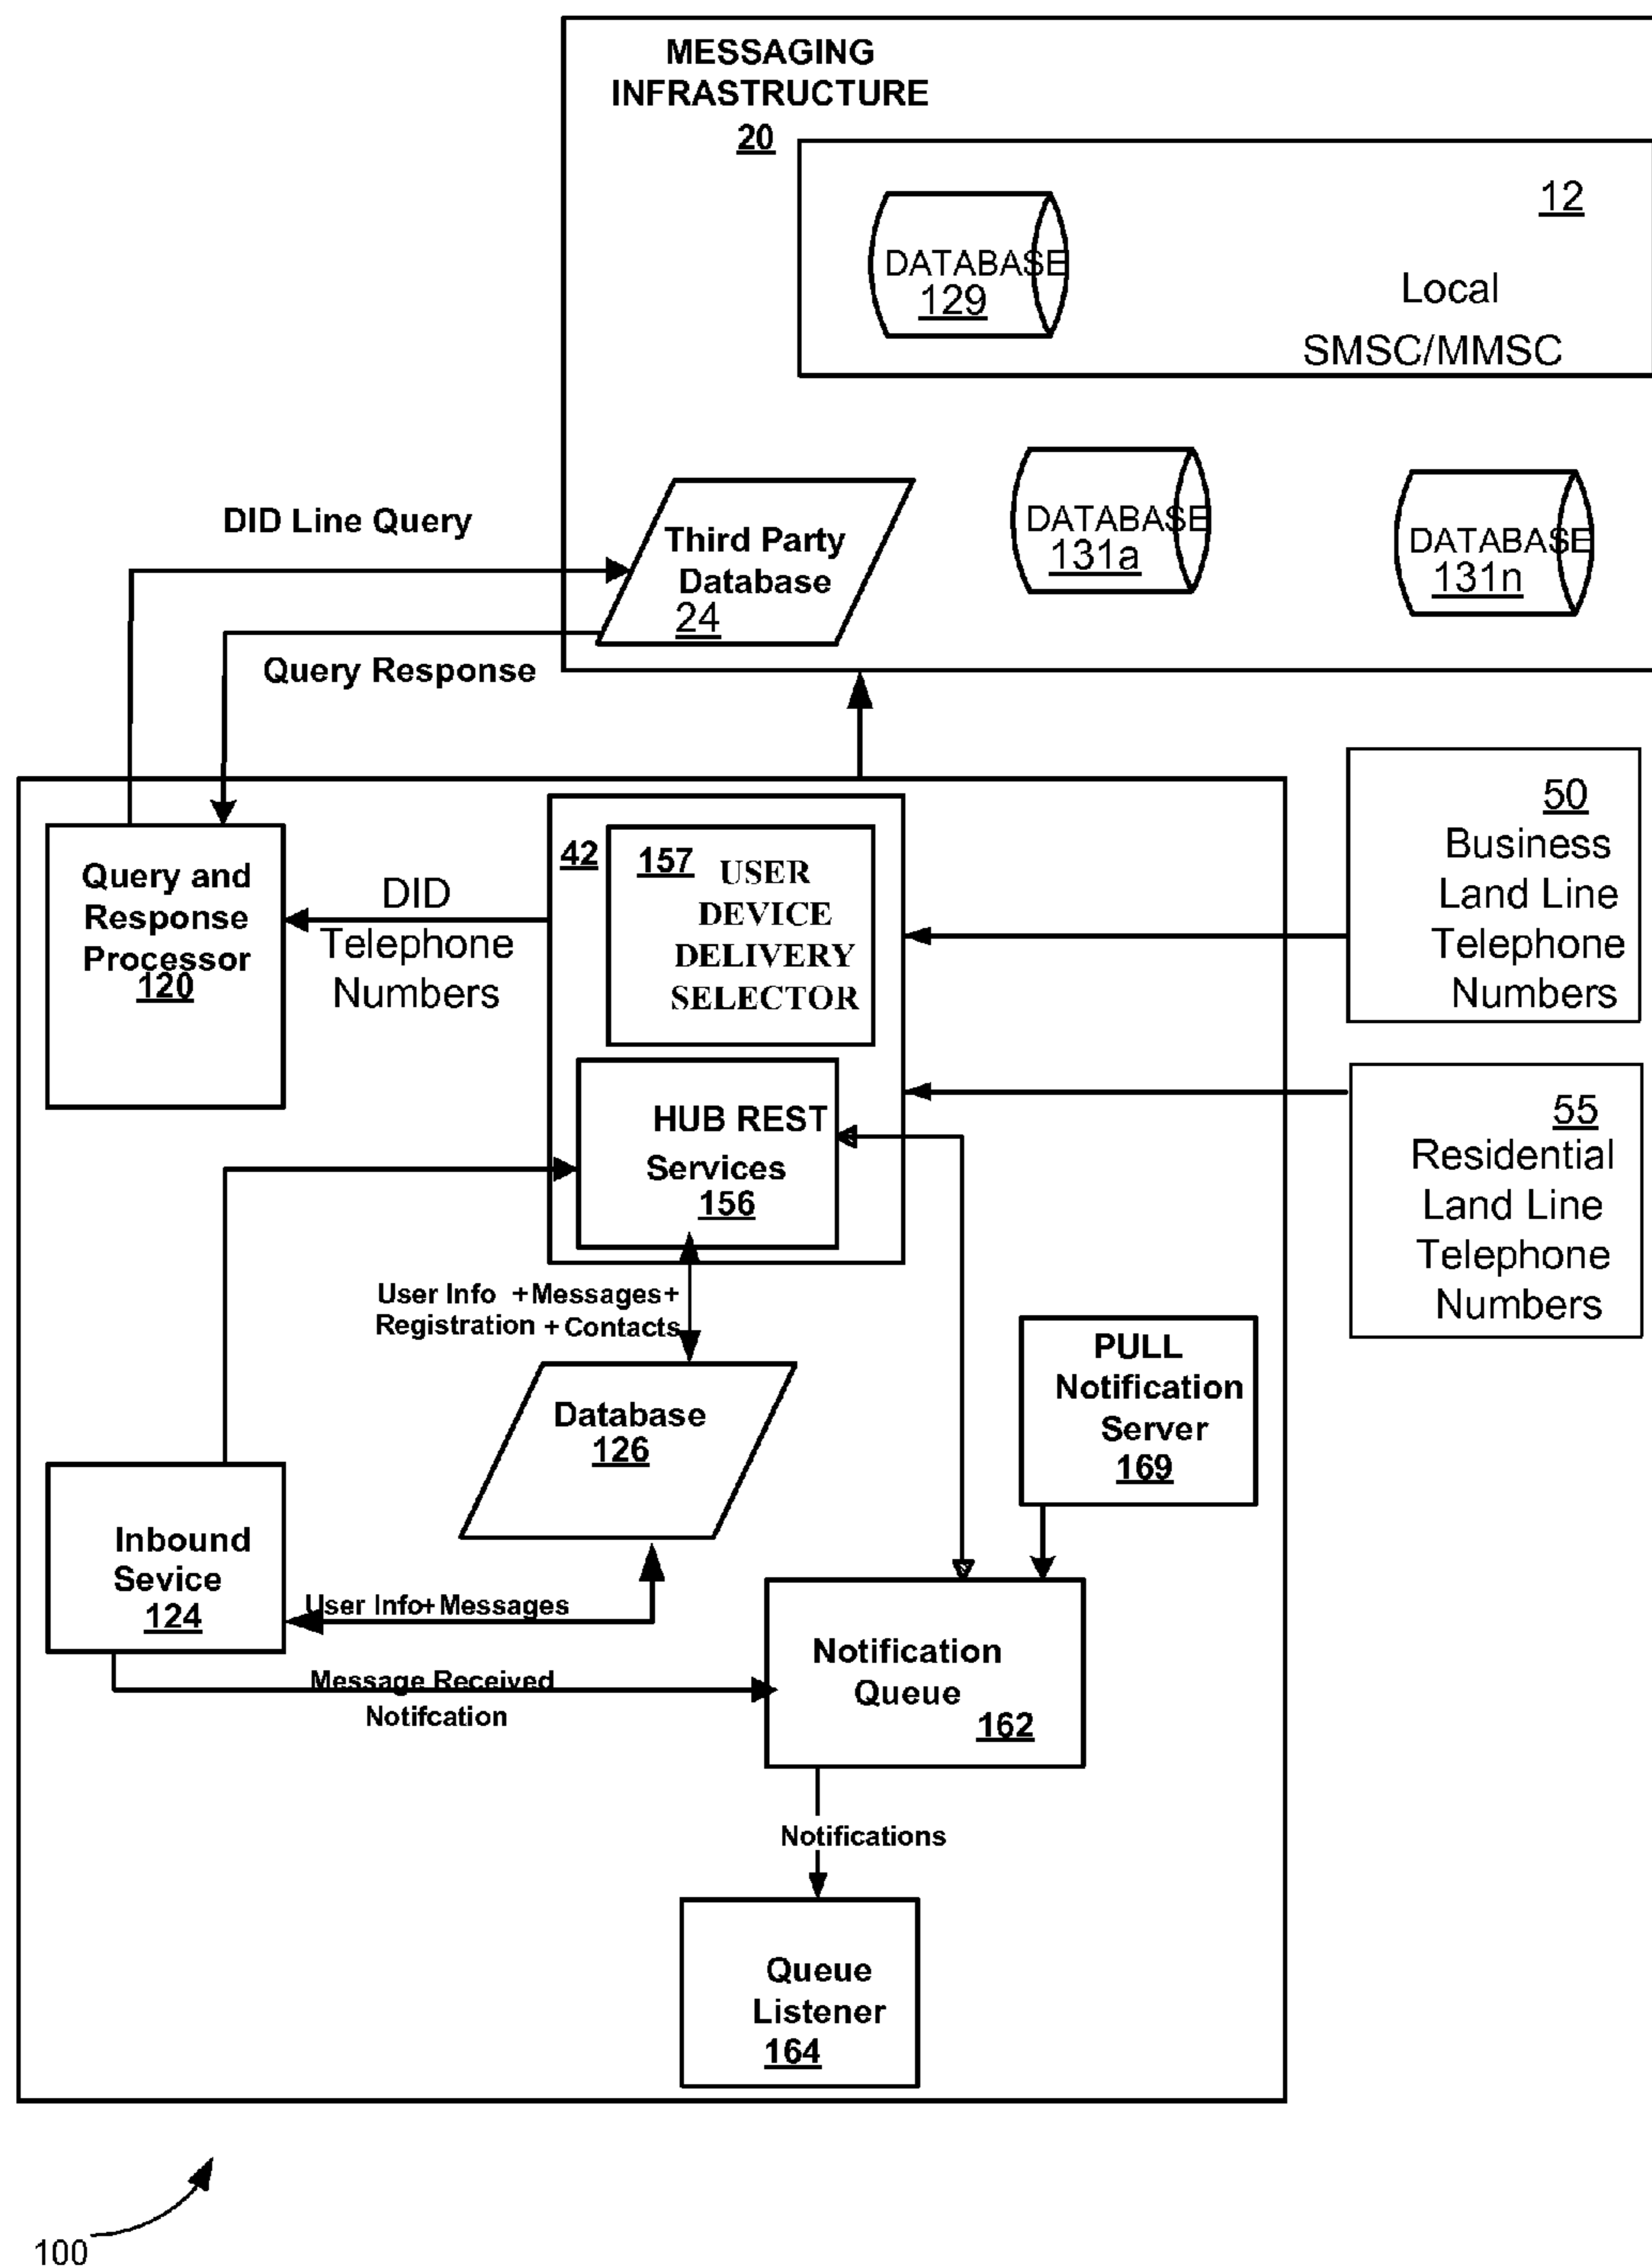 MESSAGING
INFRASTRUCTURE
20
12
DATABASE
129
Local
SMSC/MMSC
DID Line Query
Third Party
Database
24
DATABASE
131a
DATABASE
131n
Query Response
50
Business
Land Line
Telephone
Numbers
42
157
USER
DEVICE
DELIVERY
SELECTOR
Query and
Response
Processor
120
DID
Telephone
Numbers
HUB REST
Services
156
55
Residential
Land Line
Telephone
Numbers
User Info +Messages+
Registration + Contacts
PULL
Notification
Server
169
Database
126
Inbound
Sevice
124
User Info+ Messages
Message Received
Notifcation
Notification
Queue
162
Notifications
Queue
Listener
164
100